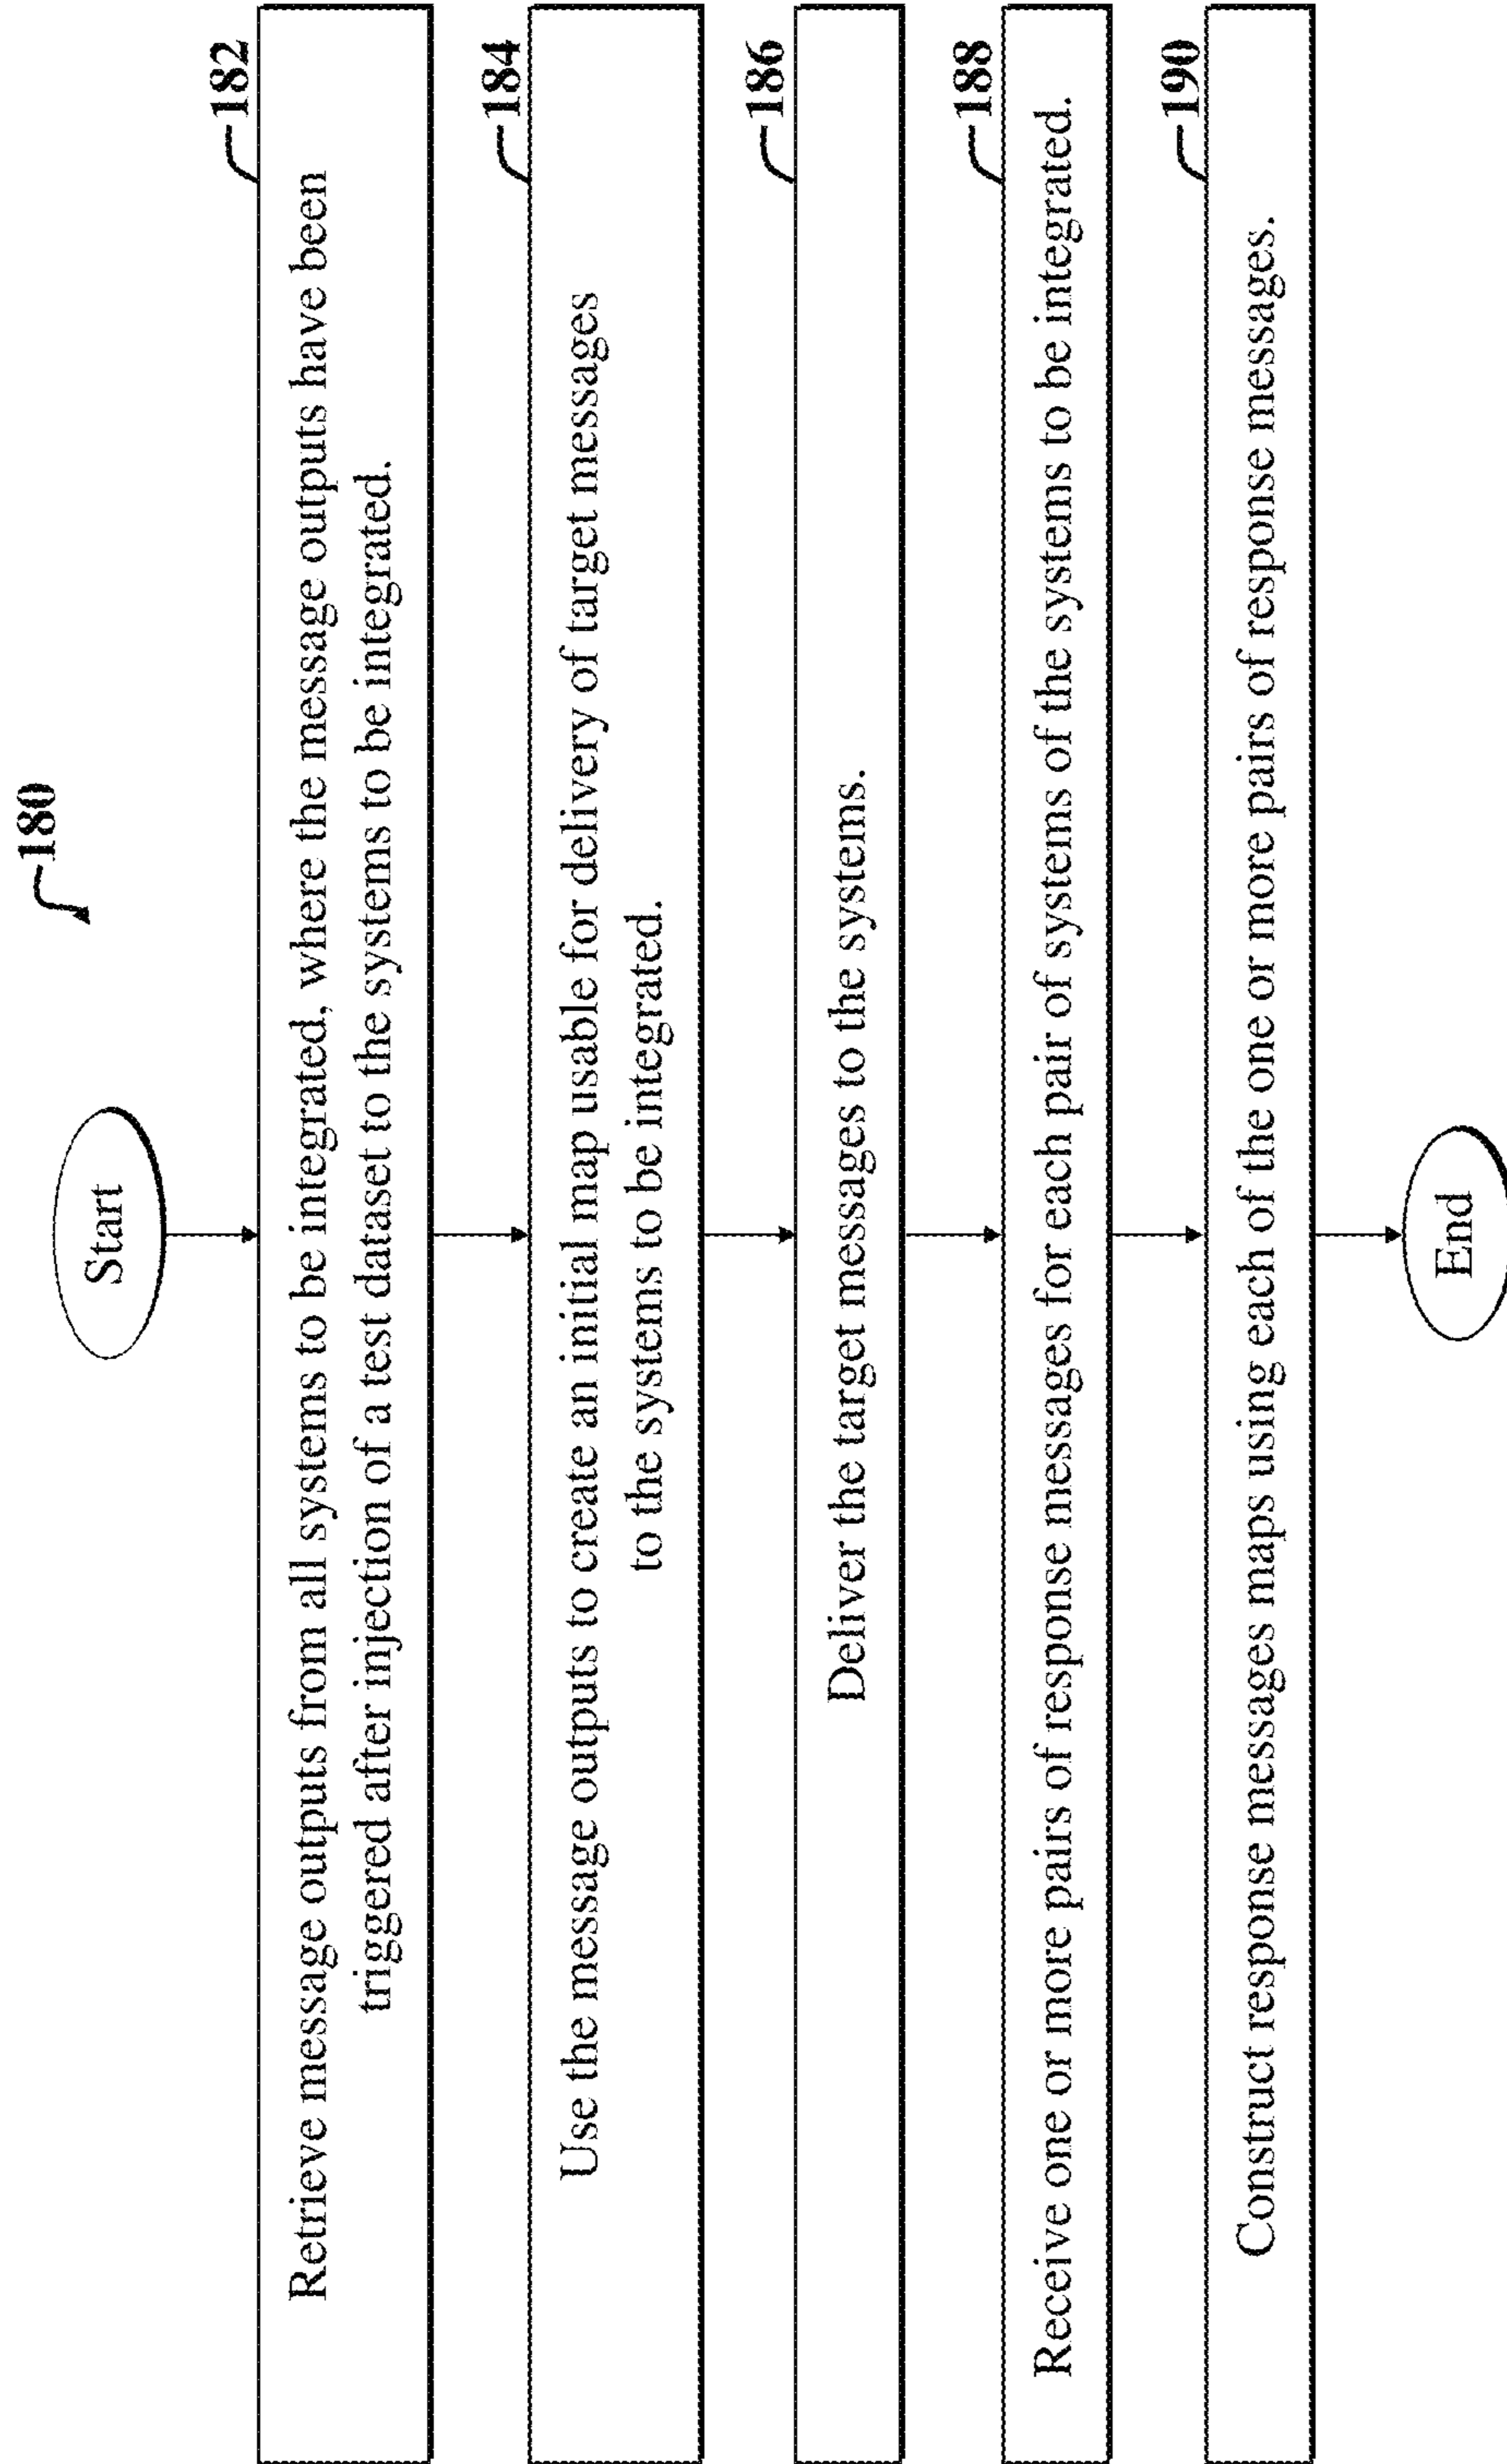 180
Start
182
Retrieve message outputs from all systems to be integrated, where the message outputs have been
triggered after injection of a test dataset to the systems to be integrated.
184
Use the message outputs to create an initial map usable for delivery of target messages
to the systems to be integrated.
186
Deliver the target messages to the systems.
188
Receive one or more pairs of response messages for each pair of systems of the systems to be integrated.
190
Construct response messages maps using each of the one or more pairs of response messages.
End